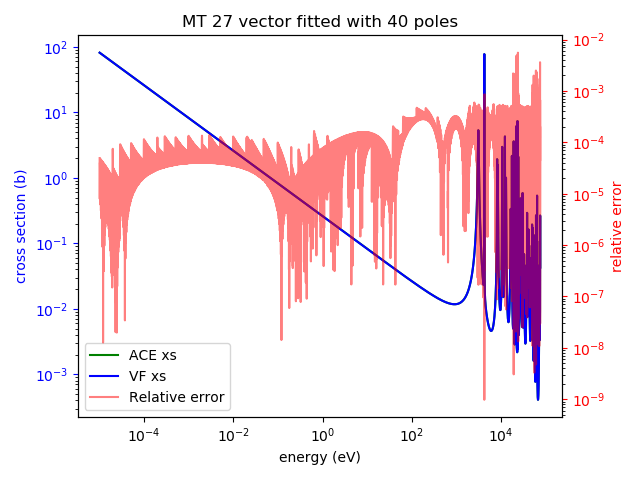 MT 27 vector fitted with 40 poles
cross section (b)
10²
10¹
10⁰
10⁻¹
10⁻²
10⁻³
10⁻²
10⁻³
10⁻⁴
10⁻⁵
10⁻⁶
10⁻⁷
10⁻⁸
10⁻⁹
relative error
ACE xs
VF xs
Relative error
10⁻⁴ 10⁻² 10⁰ 10² 10⁴
energy (eV)